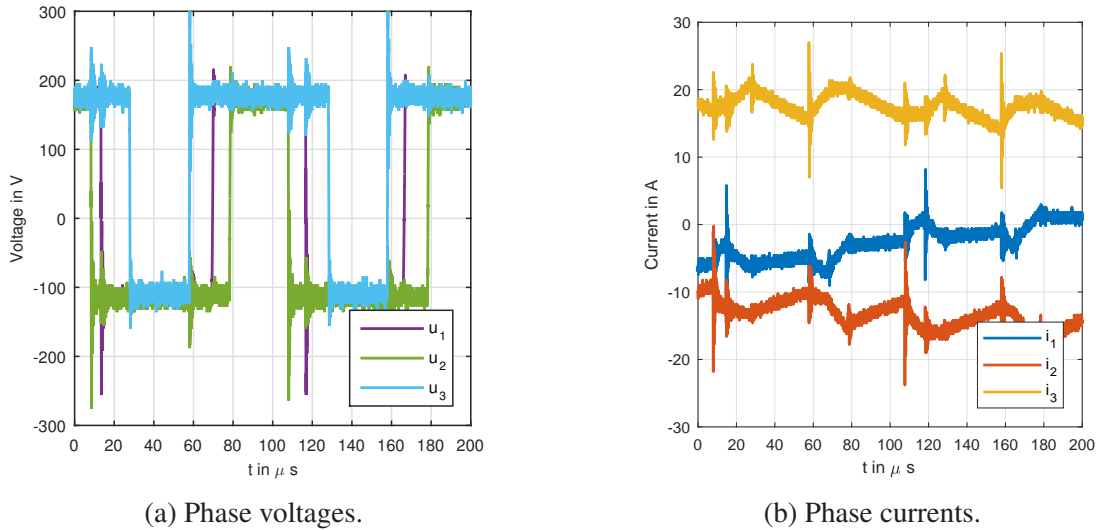 300
200
100
0
-100
-200
-300
Voltage in V
0 20 40 60 80 100 120 140 160 180 200
t in μ s
u1
u2
u3
(a) Phase voltages.
30
20
10
0
-10
-20
-30
Current in A
0 20 40 60 80 100 120 140 160 180 200
t in μ s
i1
i2
i3
(b) Phase currents.